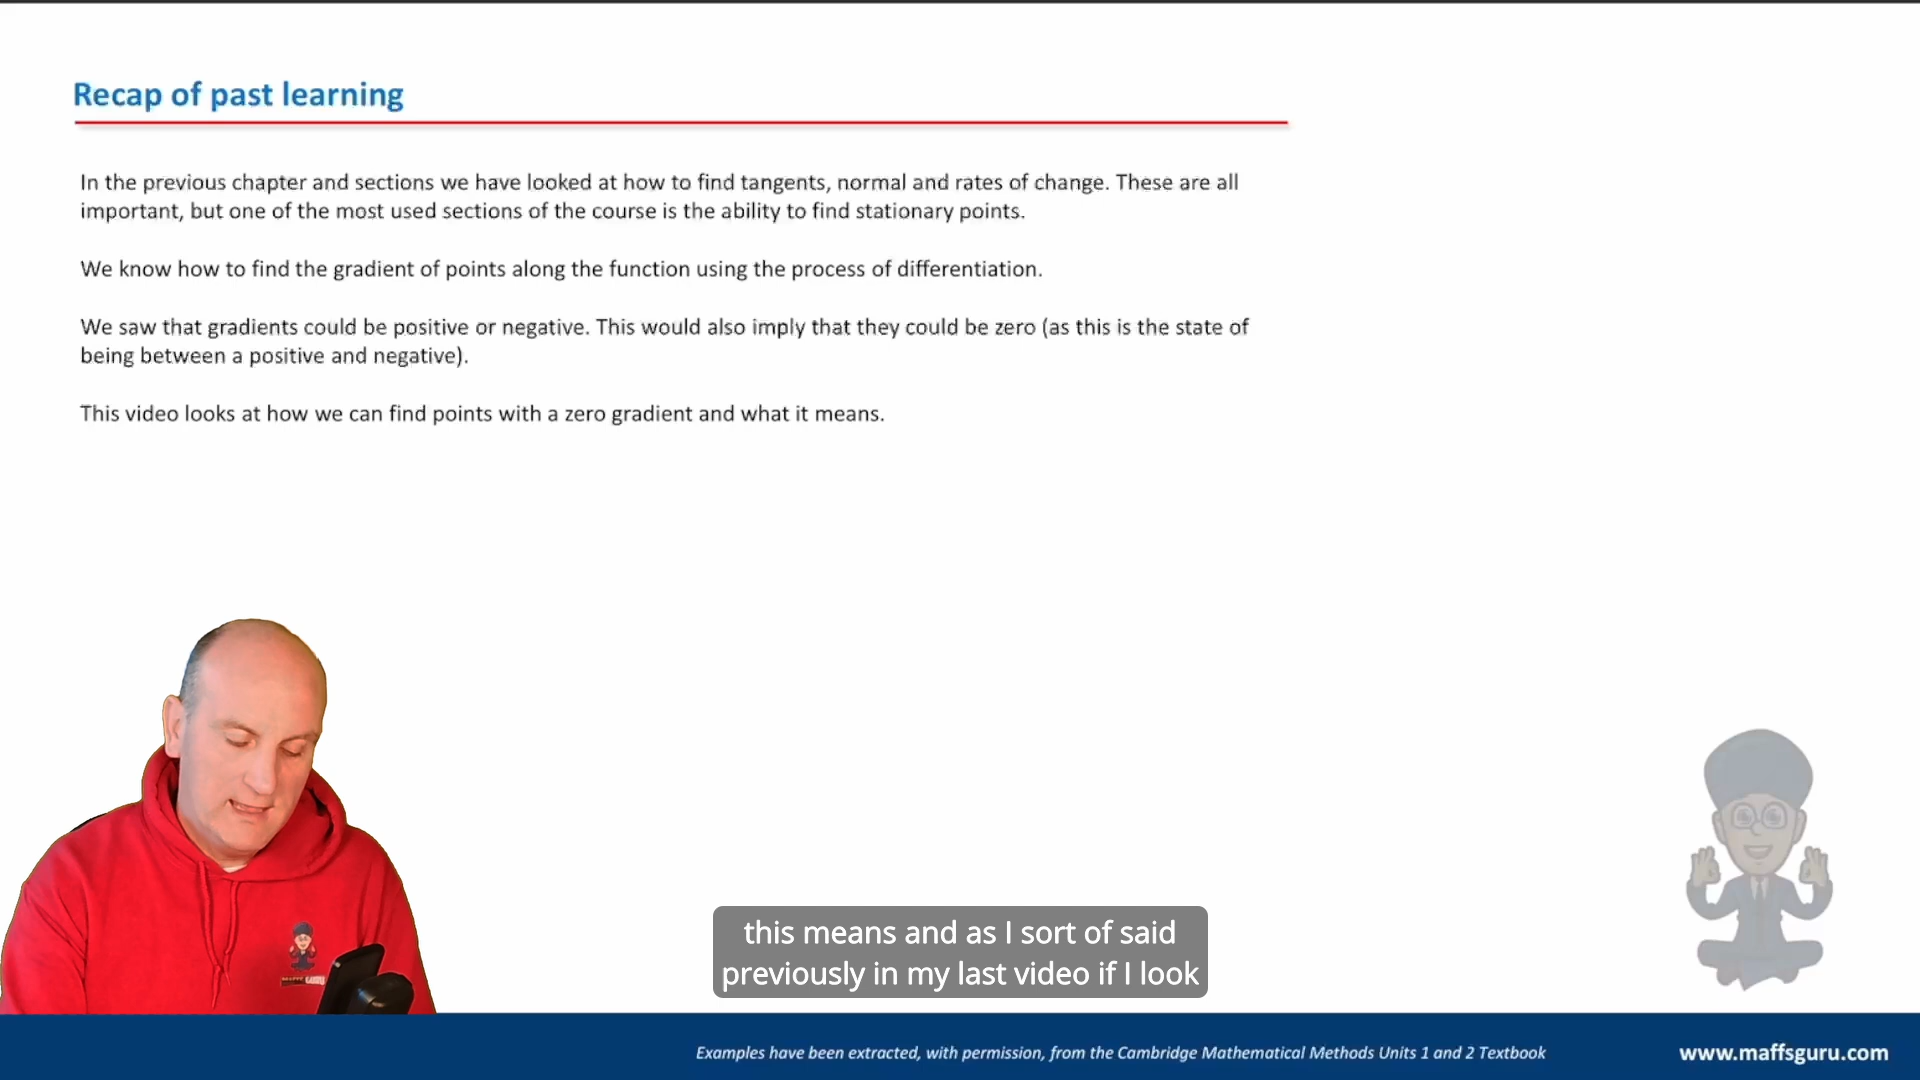 Recap of past learning
In the previous chapter and sections we have looked at how to find tangents, normal and rates of change. These are all
important, but one of the most used sections of the course is the ability to find stationary points.
We know how to find the gradient of points along the function using the process of differentiation.
We saw that gradients could be positive or negative. This would also imply that they could be zero (as this is the state of
being between a positive and negative).
This video looks at how we can find points with a zero gradient and what it means.
this means and as I sort of said
previously in my last video if I look
Examples have been extracted, with permission, from the Cambridge Mathematical Methods Units 1 and 2 Textbook
www.maffsguru.com